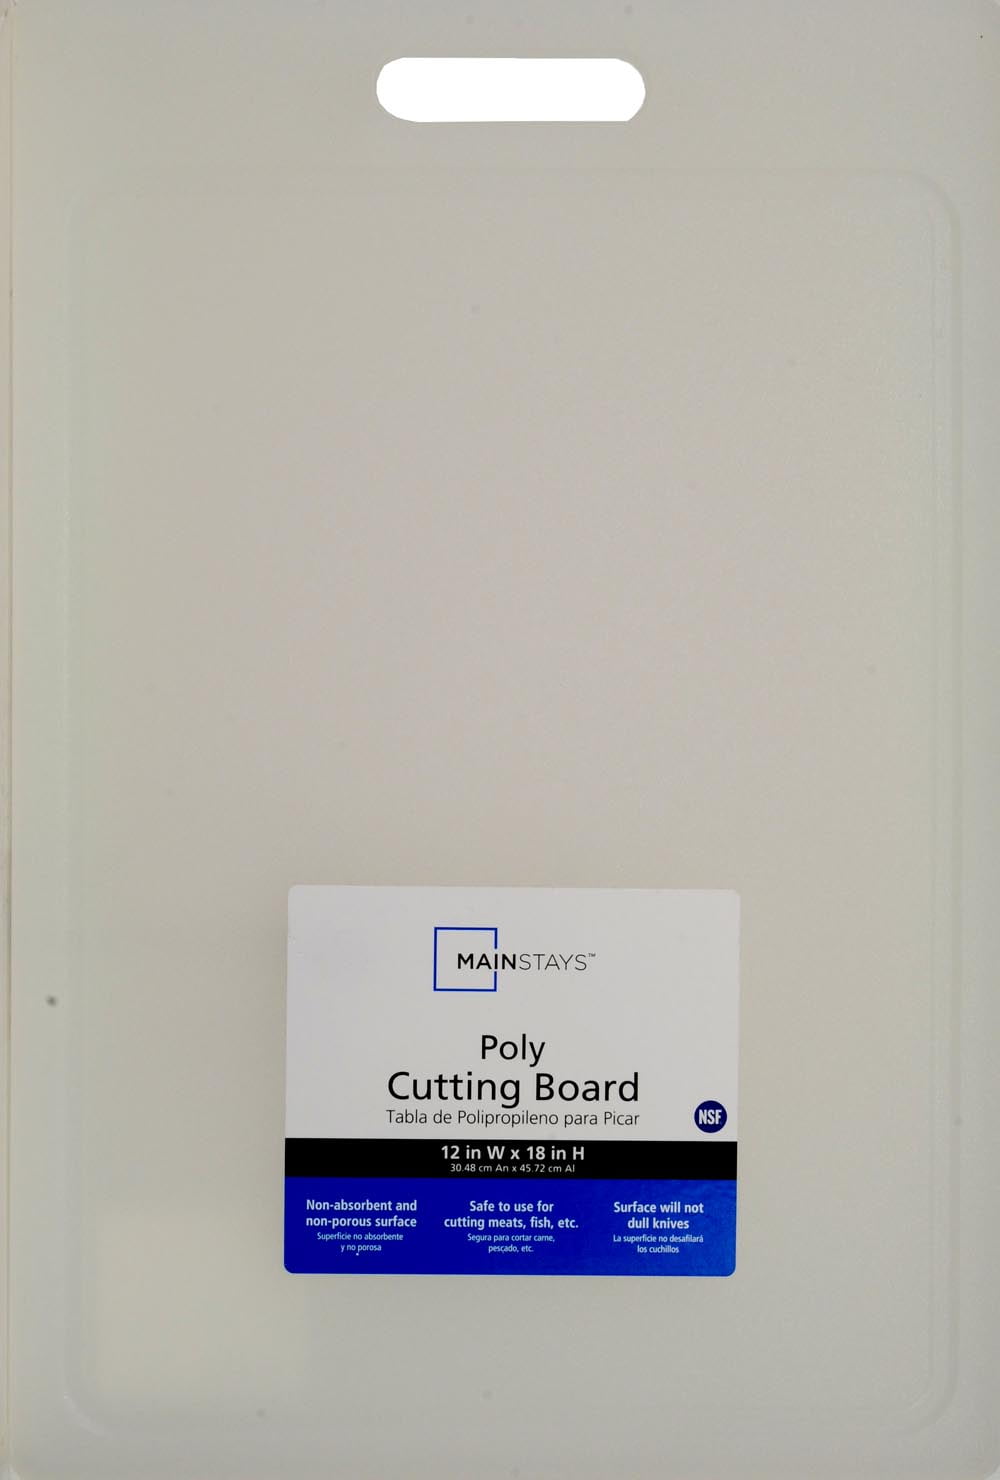 MAINSTAYS™
Poly
Cutting Board
Tabla de Polipropileno para Picar
NSF
12 in W x 18 in H
30.48 cm An x 45.72 cm Al
Non-absorbent and
non-porous surface
Superficie no absorbente
y no porosa
Safe to use for
cutting meats, fish, etc.
Segura para cortar carne,
pescado, etc.
Surface will not
dull knives
La superficie no desafilará
los cuchillos